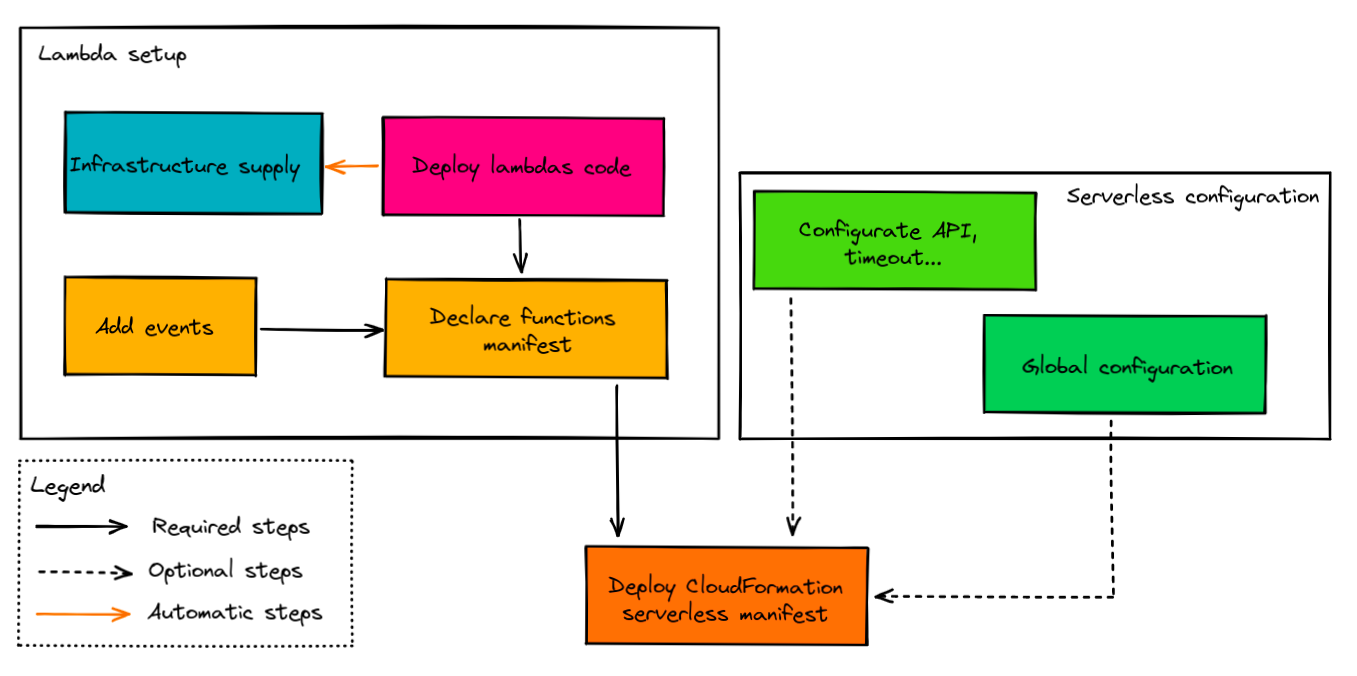 Lambda setup
Infrastructure supply
Deploy lambdas code
Add events
Declare functions
manifest
Serverless configuration
Configurate API,
timeout...
Global configuration
Legend
Required steps
Optional steps
Automatic steps
Deploy CloudFormation
serverless manifest